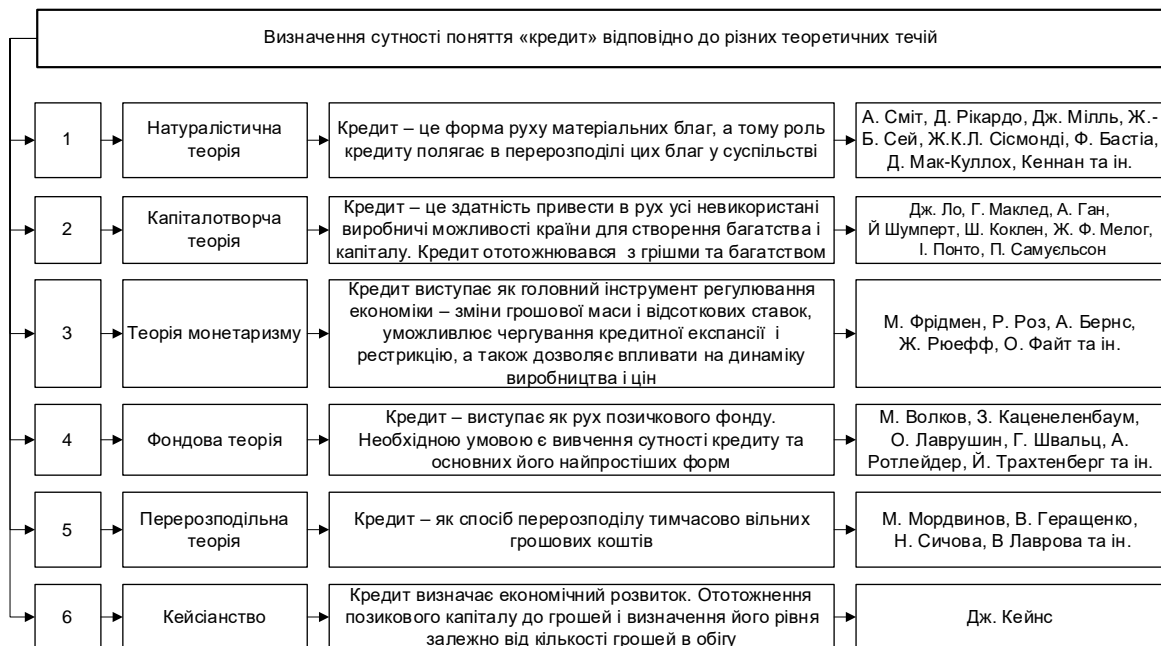 Визначення сутності поняття «кредит» відповідно до різних теоретичних течій
1
Натуралістична
теорія
Кредит – це форма руху матеріальних благ, а тому роль
кредиту полягає в перерозподілі цих благ у суспільстві
А. Сміт, Д. Рікардо, Дж. Мілль, Ж.-
Б. Сей, Ж.К.Л. Сісмонді, Ф. Бастіа,
Д. Мак-Куллох, Кеннан та ін.
2
Капіталотворча
теорія
Кредит – це здатність привести в рух усі невикористані
виробничі можливості країни для створення багатства і
капіталу. Кредит ототожнювався з грішми та багатством
Дж. Ло, Г. Маклед, А. Ган,
Й Шумперт, Ш. Коклен, Ж. Ф. Мелог,
І. Понто, П. Самуєльсон
3
Теорія монетаризму
Кредит виступає як головний інструмент регулювання
економіки – зміни грошової маси і відсоткових ставок,
уможливлює чергування кредитної експансії і
рестрикцію, а також дозволяє впливати на динаміку
виробництва і цін
М. Фрідмен, Р. Роз, А. Бернс,
Ж. Рюефф, О. Файт та ін.
4
Фондова теорія
Кредит – виступає як рух позичкового фонду.
Необхідною умовою є вивчення сутності кредиту та
основних його найпростіших форм
М. Волков, З. Каценеленбаум,
О. Лаврушин, Г. Швальц, А.
Ротлейдер, Й. Трахтенберг та ін.
5
Перерозподільна
теорія
Кредит – як спосіб перерозподілу тимчасово вільних
грошових коштів
М. Мордвинов, В. Геращенко,
Н. Сичова, В Лаврова та ін.
6
Кейсіанство
Кредит визначає економічний розвиток. Ототожнення
позикового капіталу до грошей і визначення його рівня
залежно від кількості грошей в обігу
Дж. Кейнс